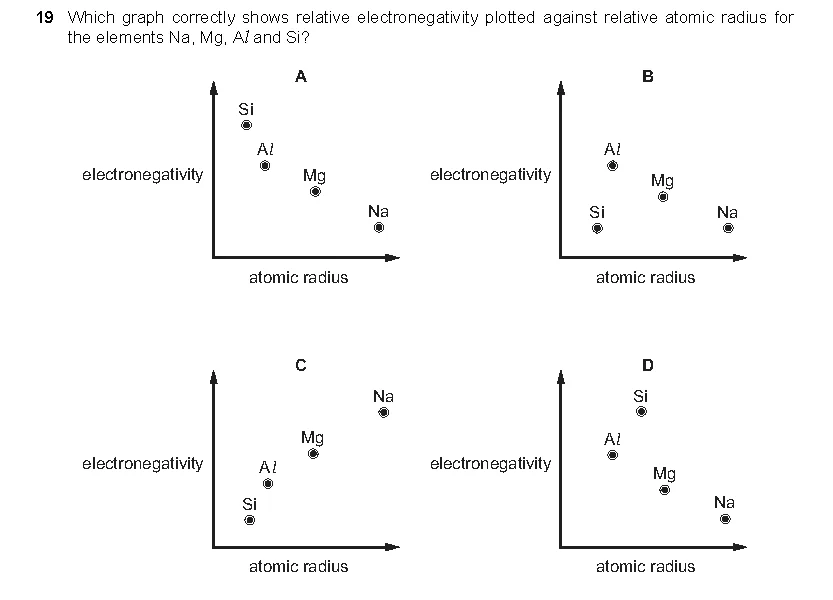 19 Which graph correctly shows relative electronegativity plotted against relative atomic radius for
the elements Na, Mg, Al and Si?
A
Si
Al
Mg
Na
electronegativity
atomic radius
B
Al
Mg
Si
Na
electronegativity
atomic radius
C
Na
Mg
Al
Si
electronegativity
atomic radius
D
Si
Al
Mg
Na
electronegativity
atomic radius